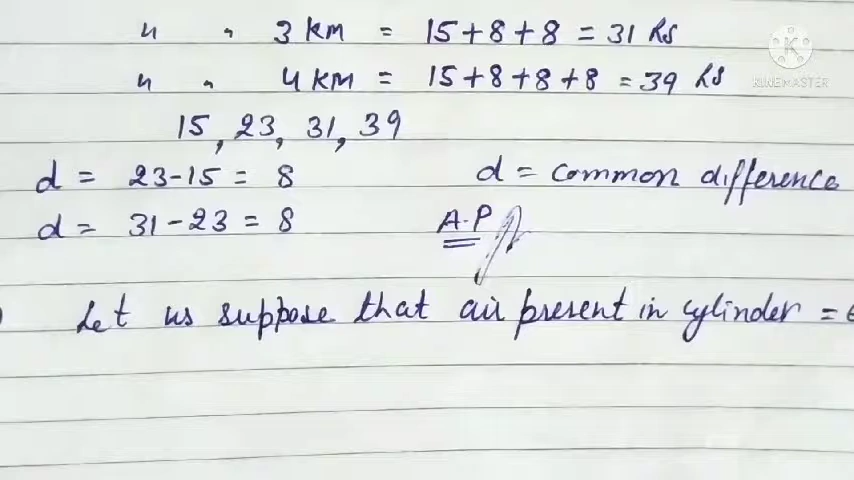 " " 3 km = 15+8+8 = 31 Rs
" " 4 km = 15+8+8+8 = 39 Rs
15, 23, 31, 39
d = 23-15 = 8 d = common difference
d = 31-23 = 8 A.P
Let us suppose that air present in cylinder =
K
KINEMASTER